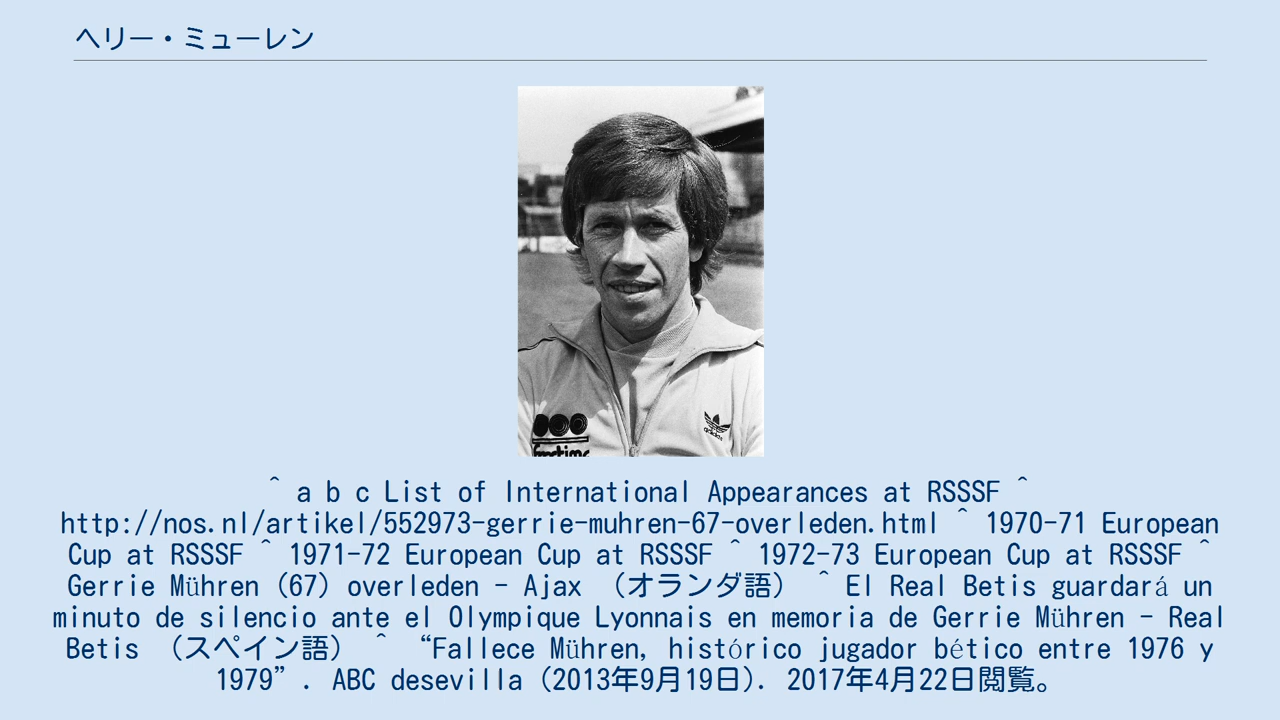 ヘリー・ミューレン
adidas
^ a b c List of International Appearances at RSSSF ^
http://nos.nl/artikel/552973-gerrie-muhren-67-overleden.html ^ 1970-71 European
Cup at RSSSF ^ 1971-72 European Cup at RSSSF ^ 1972-73 European Cup at RSSSF ^
Gerrie Mühren (67) overleden - Ajax （オランダ語） ^ El Real Betis guardará un
minuto de silencio ante el Olympique Lyonnais en memoria de Gerrie Mühren - Real
Betis （スペイン語） ^ “Fallece Mühren, histórico jugador bético entre 1976 y
1979”. ABC desevilla (2013年9月19日). 2017年4月22日閲覧。